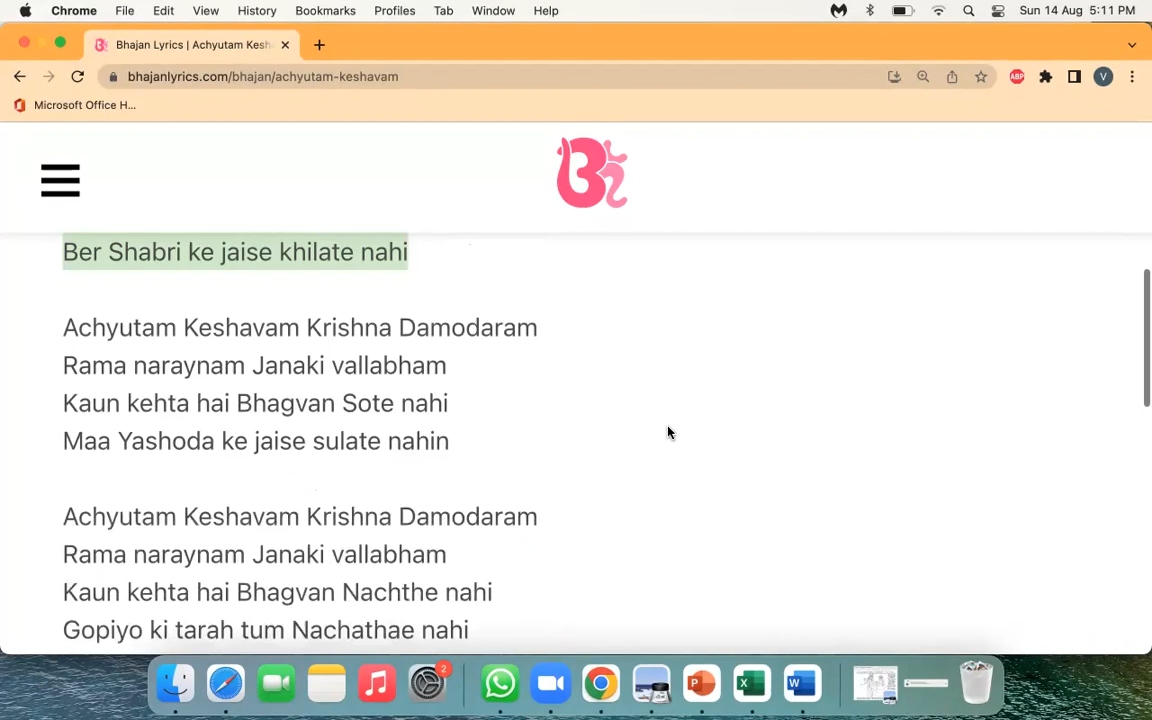 Chrome File Edit View History Bookmarks Profiles Tab Window Help Sun 14 Aug 5:11 PM
Bhajan Lyrics | Achyutam Kesh
bhajanlyrics.com/bhajan/achyutam-keshavam ABP V
Microsoft Office H...
Ber Shabri ke jaise khilate nahi
Achyutam Keshavam Krishna Damodaram
Rama naraynam Janaki vallabham
Kaun kehta hai Bhagvan Sote nahi
Maa Yashoda ke jaise sulate nahin
Achyutam Keshavam Krishna Damodaram
Rama naraynam Janaki vallabham
Kaun kehta hai Bhagvan Nachthe nahi
Gopiyo ki tarah tum Nachathae nahi
2